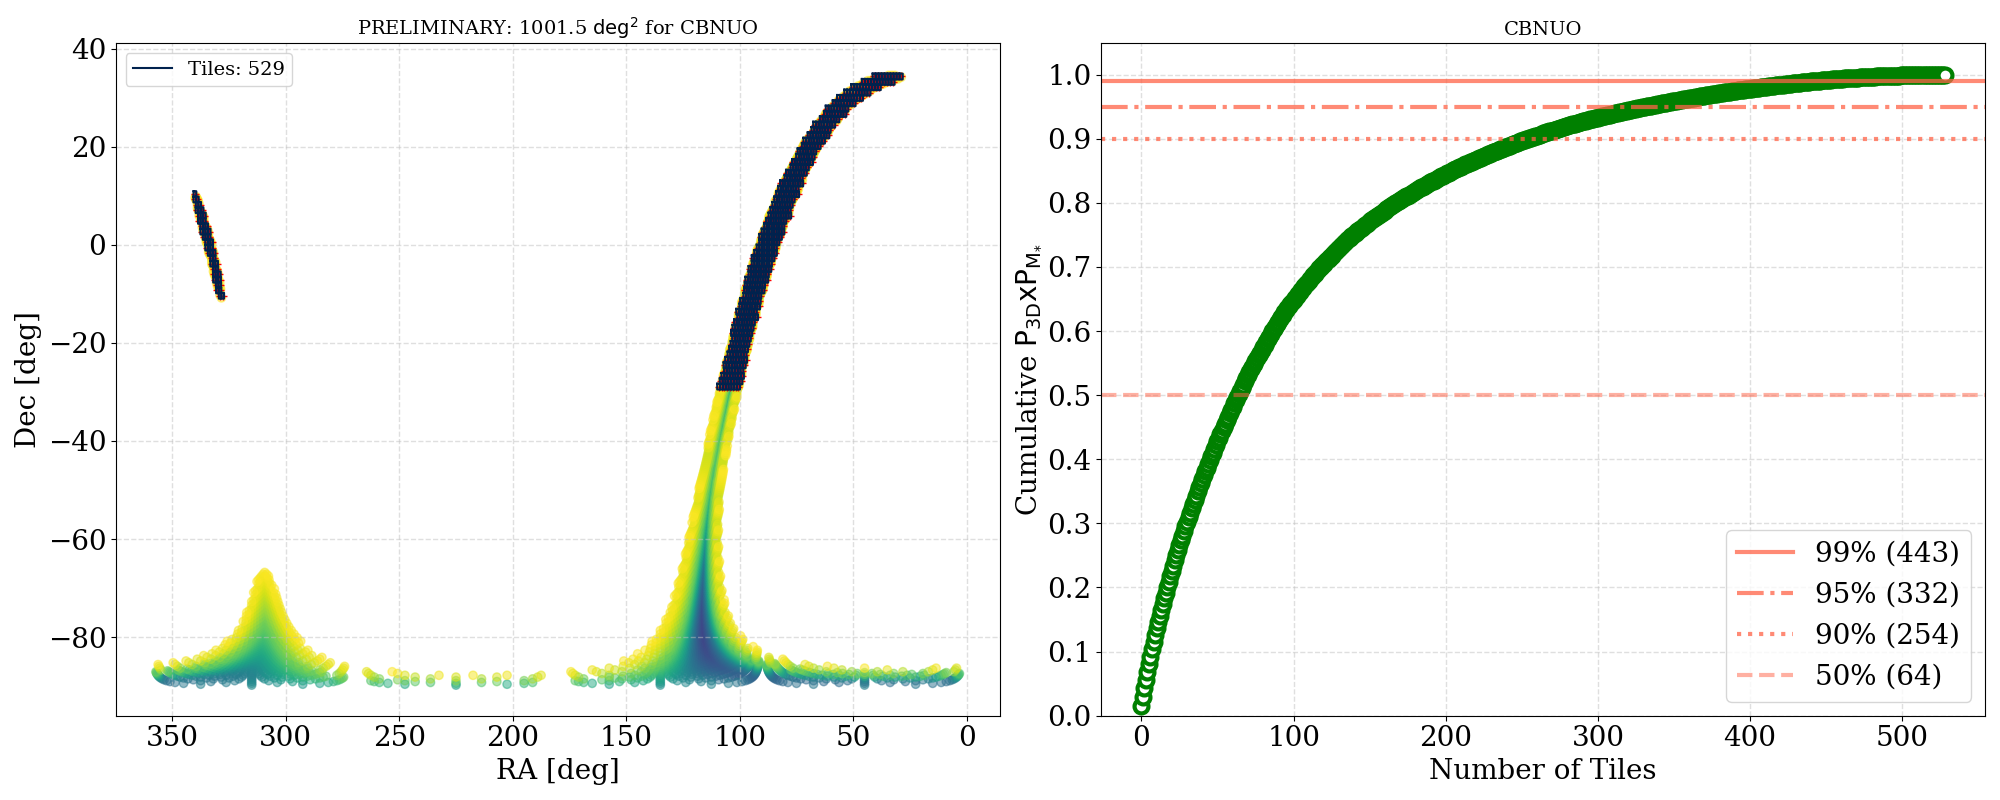 PRELIMINARY: 1001.5 deg² for CBNUO
Tiles: 529
40
20
0
−20
−40
−60
−80
Dec [deg]
350 300 250 200 150 100 50 0
RA [deg]
CBNUO
1.0
0.9
0.8
0.7
0.6
0.5
0.4
0.3
0.2
0.1
0.0
Cumulative P3DxPM*
99% (443)
95% (332)
90% (254)
50% (64)
0 100 200 300 400 500
Number of Tiles